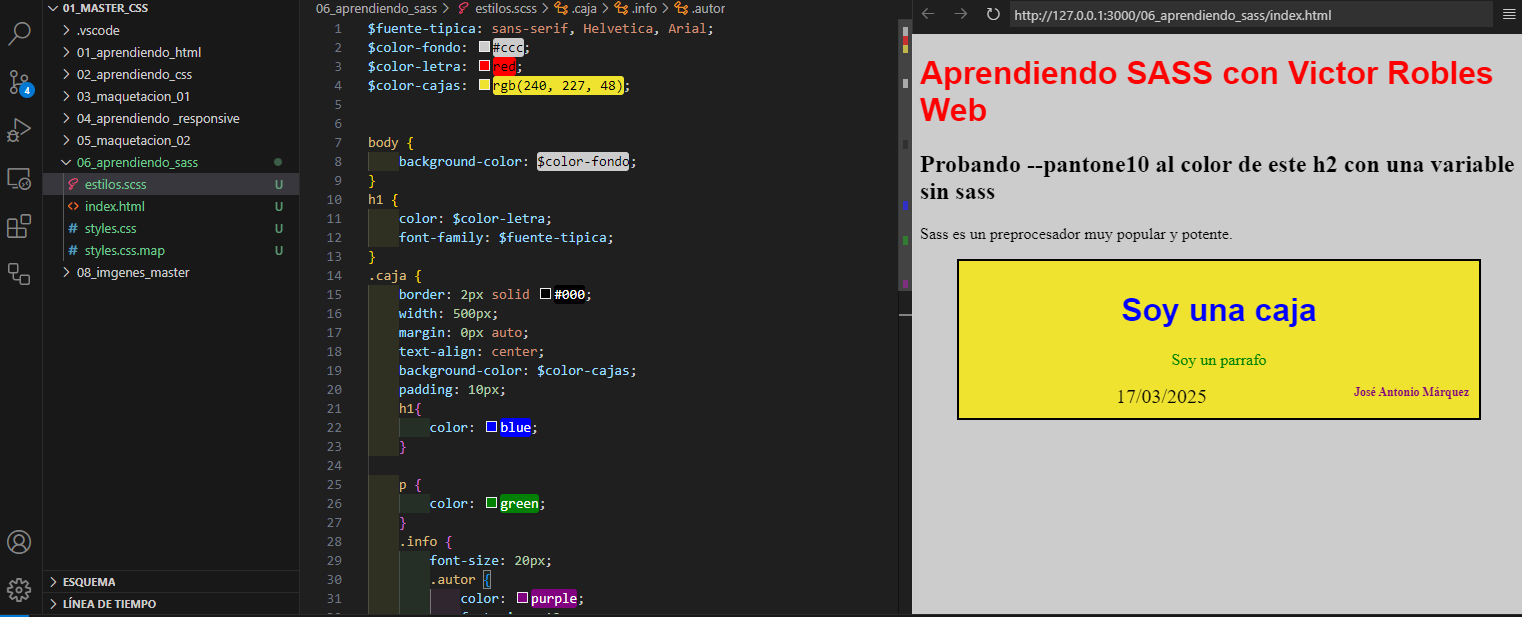 01_MASTER_CSS
.vscode
01_aprendiendo_html
02_aprendiendo_css
03_maquetacion_01
04_aprendiendo _responsive
05_maquetacion_02
06_aprendiendo_sass
estilos.scss U
index.html U
styles.css U
styles.css.map U
08_imgenes_master
ESQUEMA
LÍNEA DE TIEMPO
4
06_aprendiendo_sass > estilos.scss > .caja > .info > .autor
1 $fuente-tipica: sans-serif, Helvetica, Arial;
2 $color-fondo: #ccc;
3 $color-letra: red;
4 $color-cajas: rgb(240, 227, 48);
5
6
7 body {
8 background-color: $color-fondo;
9 }
10 h1 {
11 color: $color-letra;
12 font-family: $fuente-tipica;
13 }
14 .caja {
15 border: 2px solid #000;
16 width: 500px;
17 margin: 0px auto;
18 text-align: center;
19 background-color: $color-cajas;
20 padding: 10px;
21 h1{
22 color: blue;
23 }
24
25 p {
26 color: green;
27 }
28 .info {
29 font-size: 20px;
30 .autor {
31 color: purple;
http://127.0.0.1:3000/06_aprendiendo_sass/index.html
Aprendiendo SASS con Victor Robles
Web
Probando --pantone10 al color de este h2 con una variable
sin sass
Sass es un preprocesador muy popular y potente.
Soy una caja
Soy un parrafo
17/03/2025
José Antonio Márquez